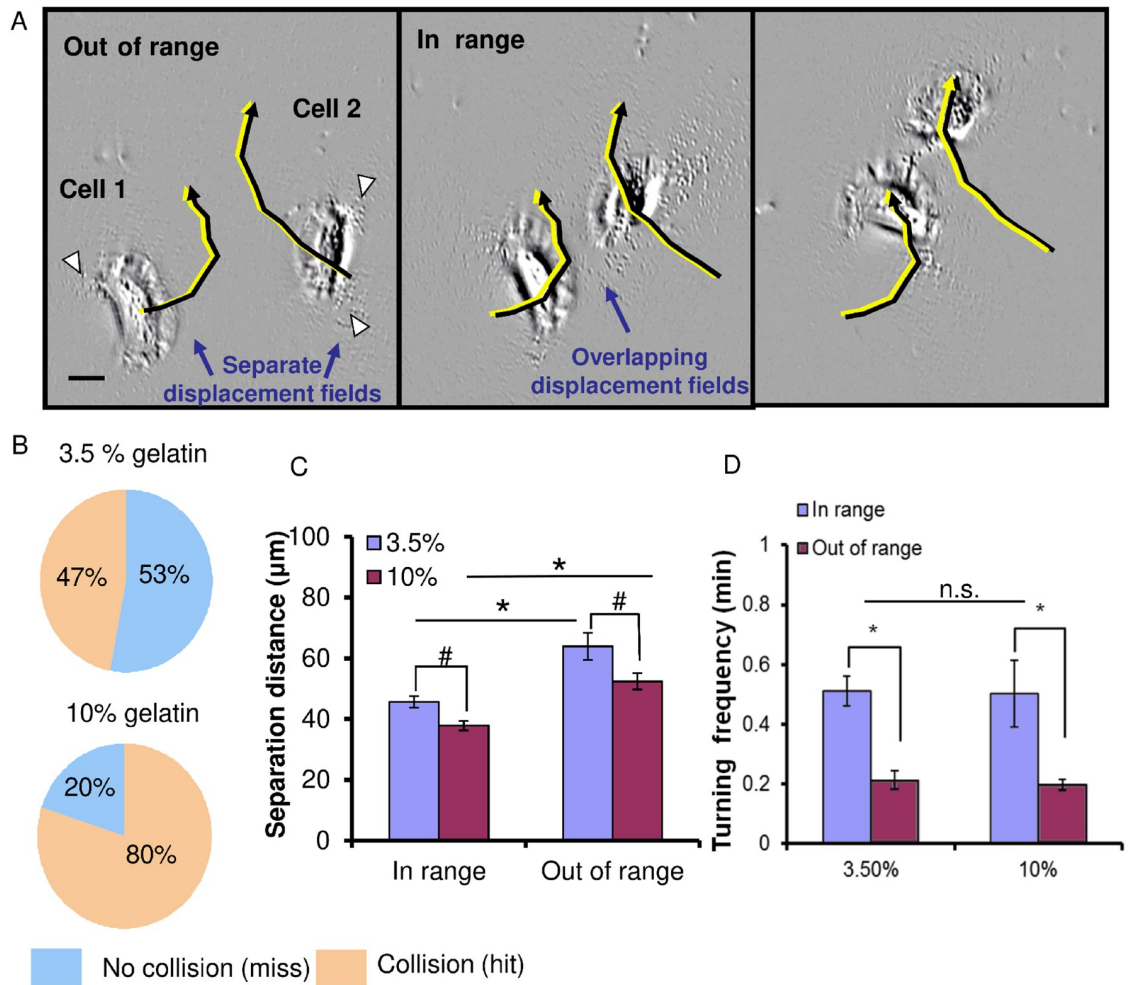 A
Out of range
Cell 2
Cell 1
Separate
displacement fields
In range
Overlapping
displacement fields
B
3.5 % gelatin
47%
53%
10% gelatin
20%
80%
No collision (miss)
Collision (hit)
C
Separation distance (µm)
100
80
60
40
20
0
3.5%
10%
*
*
#
#
In range
Out of range
D
In range
Out of range
Turning frequency (min)
1
0.8
0.6
0.4
0.2
0
n.s.
*
*
3.50%
10%